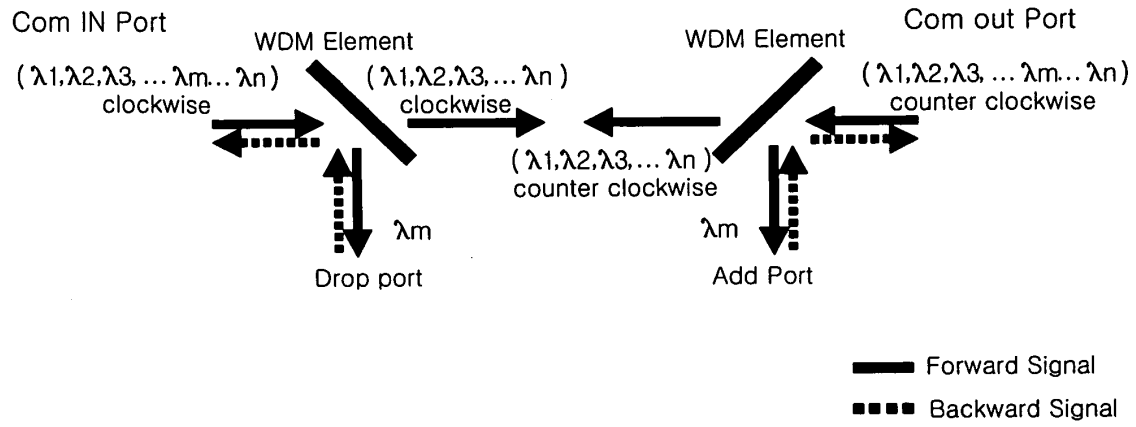 Com IN Port
WDM Element
WDM Element
Com out Port
(λ1,λ2,λ3, ... λm... λn)
clockwise
(λ1,λ2,λ3, ... λn)
clockwise
(λ1,λ2,λ3, ... λm... λn)
counter clockwise
(λ1,λ2,λ3, ... λn)
counter clockwise
λm
Drop port
λm
Add Port
Forward Signal
Backward Signal